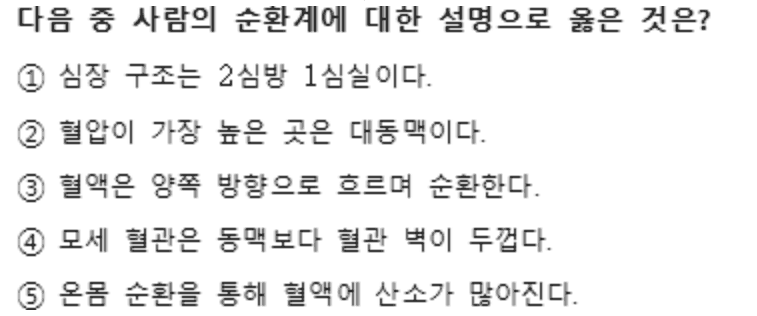 다음 중 사람의 순환계에 대한 설명으로 옳은 것은?
① 심장 구조는 2심방 1심실이다.
② 혈압이 가장 높은 곳은 대동맥이다.
③ 혈액은 양쪽 방향으로 흐르며 순환한다.
④ 모세 혈관은 동맥보다 혈관 벽이 두껍다.
⑤ 온몸 순환을 통해 혈액에 산소가 많아진다.